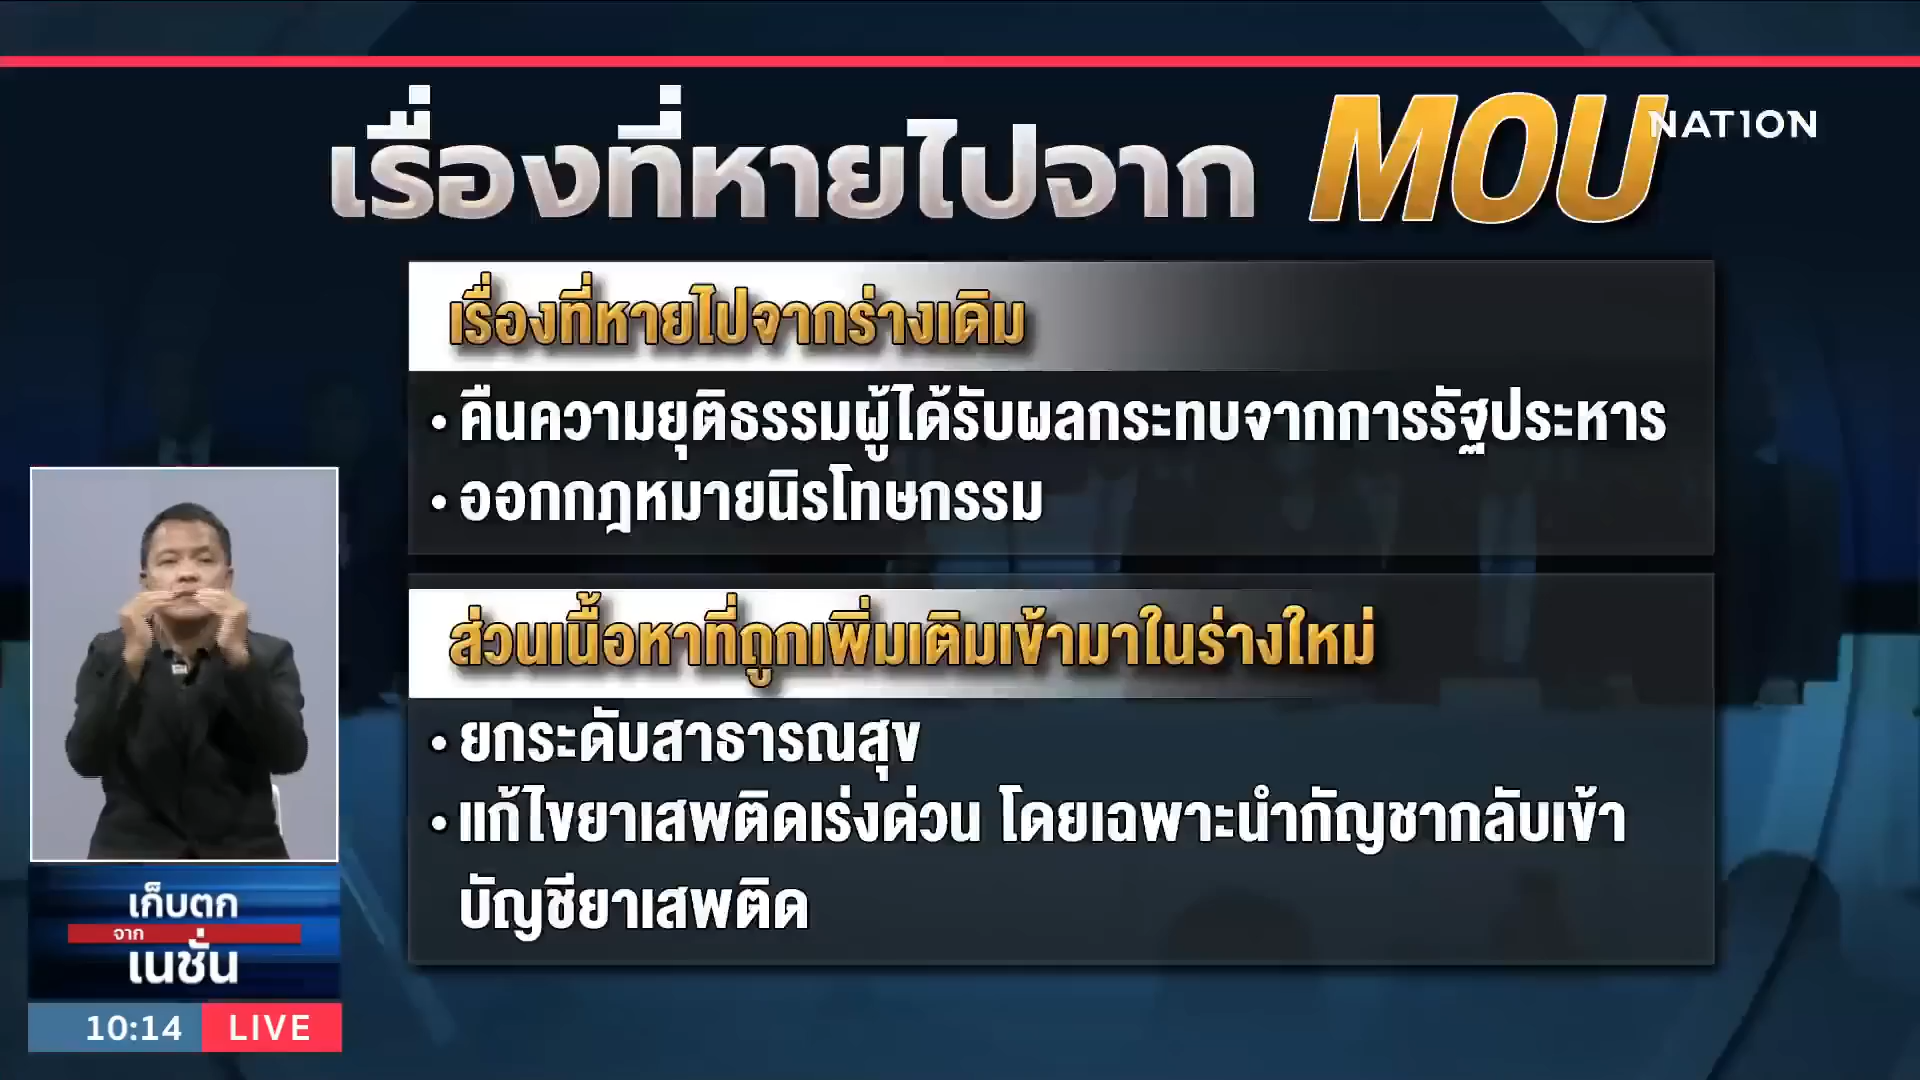 เรื่องที่หายไปจาก MOU
NATION
เรื่องที่หายไปจากร่างเดิม
• คืนความยุติธรรมผู้ได้รับผลกระทบจากการรัฐประหาร
• ออกกฎหมายนิรโทษกรรม
ส่วนเนื้อหาที่ถูกเพิ่มเติมเข้ามาในร่างใหม่
• ยกระดับสาธารณสุข
• แก้ไขยาเสพติดเร่งด่วน โดยเฉพาะนำกัญชากลับเข้า
บัญชียาเสพติด
เก็บตก
จาก
เนชั่น
10:14 LIVE